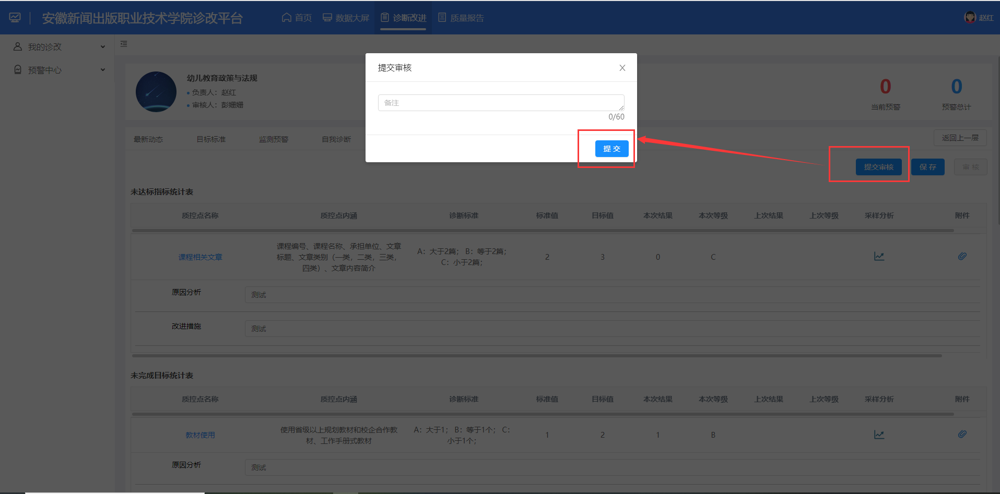 安徽新闻出版职业技术学院诊改平台
首页
数据大屏
诊断改进
质量报告
赵红
我的诊改
预警中心
幼儿教育政策与法规
负责人：赵红
审核人：彭姗姗
0
当前预警
0
预警总计
提交审核
备注
0/60
提 交
最新动态
目标标准
监测预警
自我诊断
返回上一层
提交审核
保 存
审 核
未达标指标统计表
质控点名称 质控点内涵 诊断标准 标准值 目标值 本次结果 本次等级 上次结果 上次等级 采样分析 附件
课程相关文章
课程编号、课程名称、承担单位、文章
标题、文章类别（一类，二类，三类，
四类）、文章内容简介
A：大于2篇； B：等于2篇；
C：小于2篇；
2
3
0
C
原因分析
测试
改进措施
测试
未完成目标统计表
质控点名称 质控点内涵 诊断标准 标准值 目标值 本次结果 本次等级 上次结果 上次等级 采样分析 附件
教材使用
使用省级以上规划教材和校企合作教
材、工作手册式教材
A：大于1； B：等于1个； C：
小于1个；
1
2
1
B
原因分析
测试